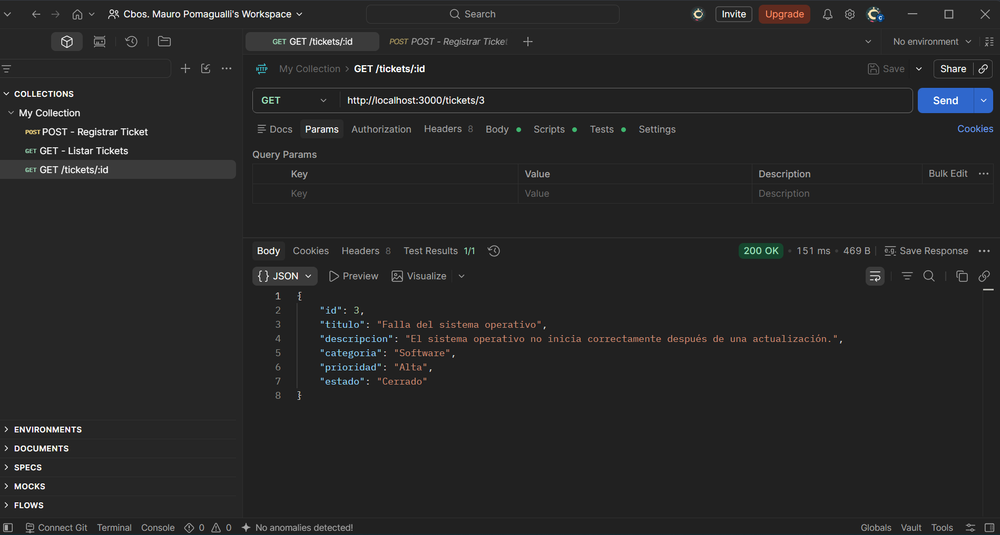 Cbos. Mauro Pomagualli's Workspace
Search
Invite
Upgrade
GET GET /tickets/:id
POST POST - Registrar Ticket
No environment
HTTP My Collection > GET /tickets/:id
Save
Share
COLLECTIONS
My Collection
POST POST - Registrar Ticket
GET GET - Listar Tickets
GET GET /tickets/:id
GET
http://localhost:3000/tickets/3
Send
Docs
Params
Authorization
Headers 8
Body
Scripts
Tests
Settings
Cookies
Query Params
Key Value Description Bulk Edit
Key Value Description
Body Cookies Headers 8 Test Results 1/1
200 OK • 151 ms • 469 B
e.g. Save Response
{} JSON
Preview
Visualize
1 {
2 "id": 3,
3 "titulo": "Falla del sistema operativo",
4 "descripcion": "El sistema operativo no inicia correctamente después de una actualización.",
5 "categoria": "Software",
6 "prioridad": "Alta",
7 "estado": "Cerrado"
8 }
ENVIRONMENTS
DOCUMENTS
SPECS
MOCKS
FLOWS
Connect Git Terminal Console 0 0 No anomalies detected!
Globals Vault Tools